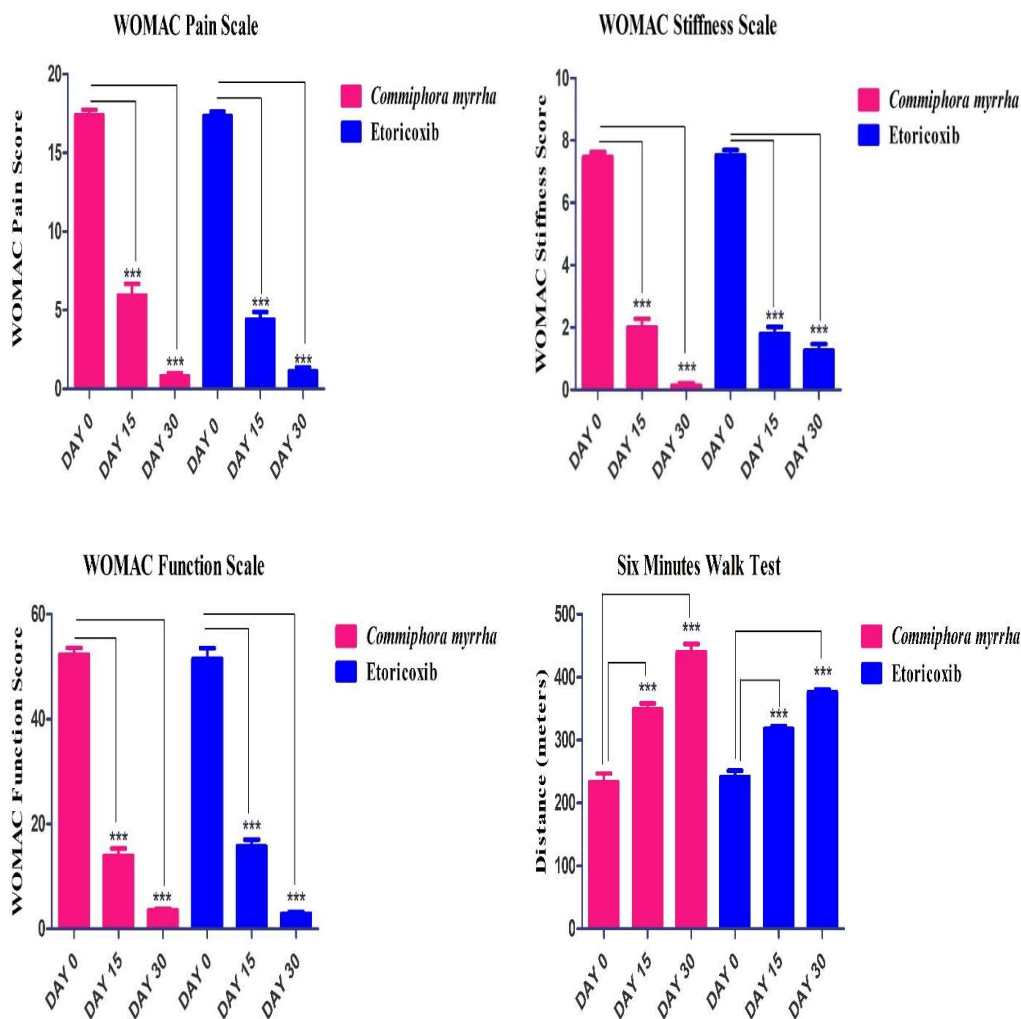 WOMAC Pain Scale
WOMAC Pain Score
20
15
10
5
0
***
***
***
***
DAY 0
DAY 15
DAY 30
DAY 0
DAY 15
DAY 30
Commiphora myrrha
Etoricoxib
WOMAC Stiffness Scale
WOMAC Stiffness Score
10
8
6
4
2
0
***
***
***
***
DAY 0
DAY 15
DAY 30
DAY 0
DAY 15
DAY 30
Commiphora myrrha
Etoricoxib
WOMAC Function Scale
WOMAC Function Score
60
40
20
0
***
***
***
***
DAY 0
DAY 15
DAY 30
DAY 0
DAY 15
DAY 30
Commiphora myrrha
Etoricoxib
Six Minutes Walk Test
Distance (meters)
500
400
300
200
100
0
***
***
***
***
DAY 0
DAY 15
DAY 30
DAY 0
DAY 15
DAY 30
Commiphora myrrha
Etoricoxib